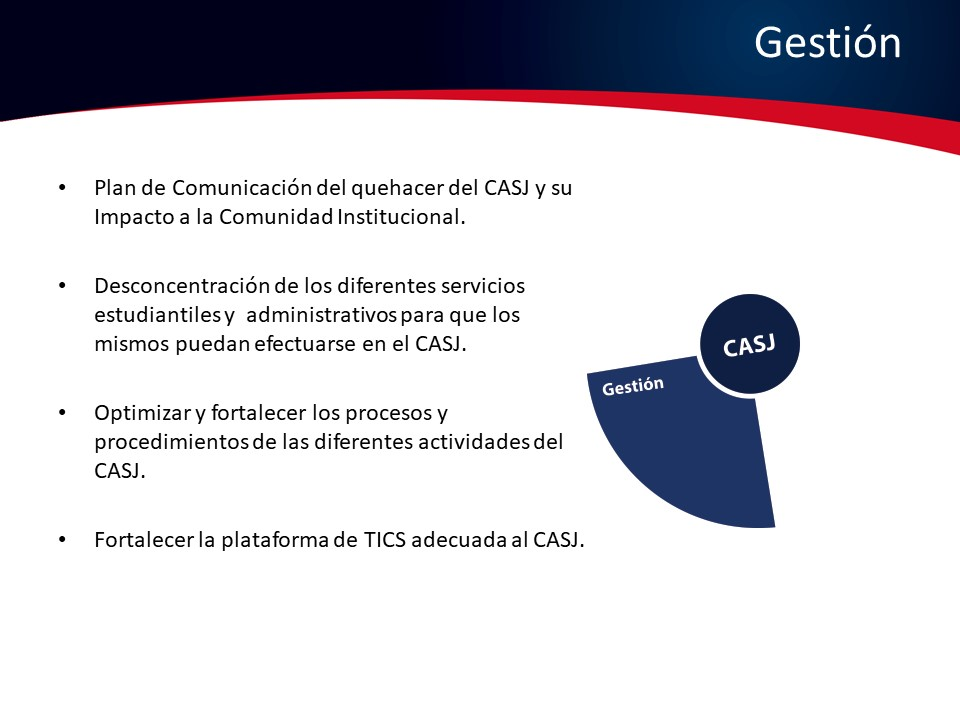 Gestión
• Plan de Comunicación del quehacer del CASJ y su
Impacto a la Comunidad Institucional.
• Desconcentración de los diferentes servicios
estudiantiles y  administrativos para que los
mismos puedan efectuarse en el CASJ.
• Optimizar y fortalecer los procesos y
procedimientos de las diferentes actividades del
CASJ.
• Fortalecer la plataforma de TICS adecuada al CASJ.
CASJ
Gestión